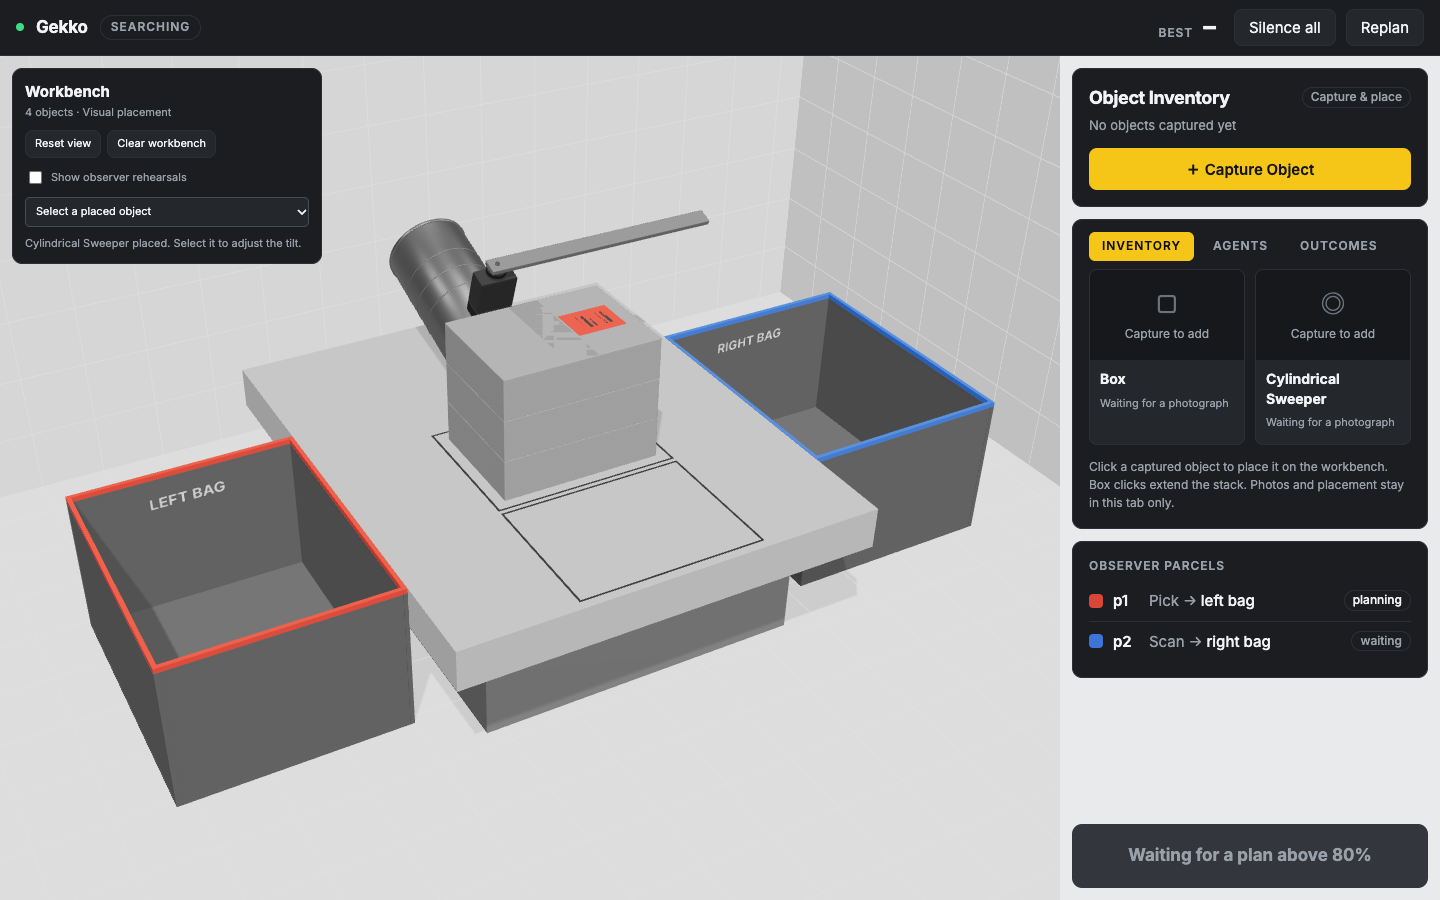 Gekko
SEARCHING
BEST –
Silence all
Replan
Workbench
4 objects · Visual placement
Reset view
Clear workbench
Show observer rehearsals
Select a placed object
Cylindrical Sweeper placed. Select it to adjust the tilt.
LEFT BAG
RIGHT BAG
Object Inventory
Capture & place
No objects captured yet
+ Capture Object
INVENTORY
AGENTS
OUTCOMES
Capture to add
Box
Waiting for a photograph
Capture to add
Cylindrical
Sweeper
Waiting for a photograph
Click a captured object to place it on the workbench.
Box clicks extend the stack. Photos and placement stay
in this tab only.
OBSERVER PARCELS
p1 Pick → left bag planning
p2 Scan → right bag waiting
Waiting for a plan above 80%